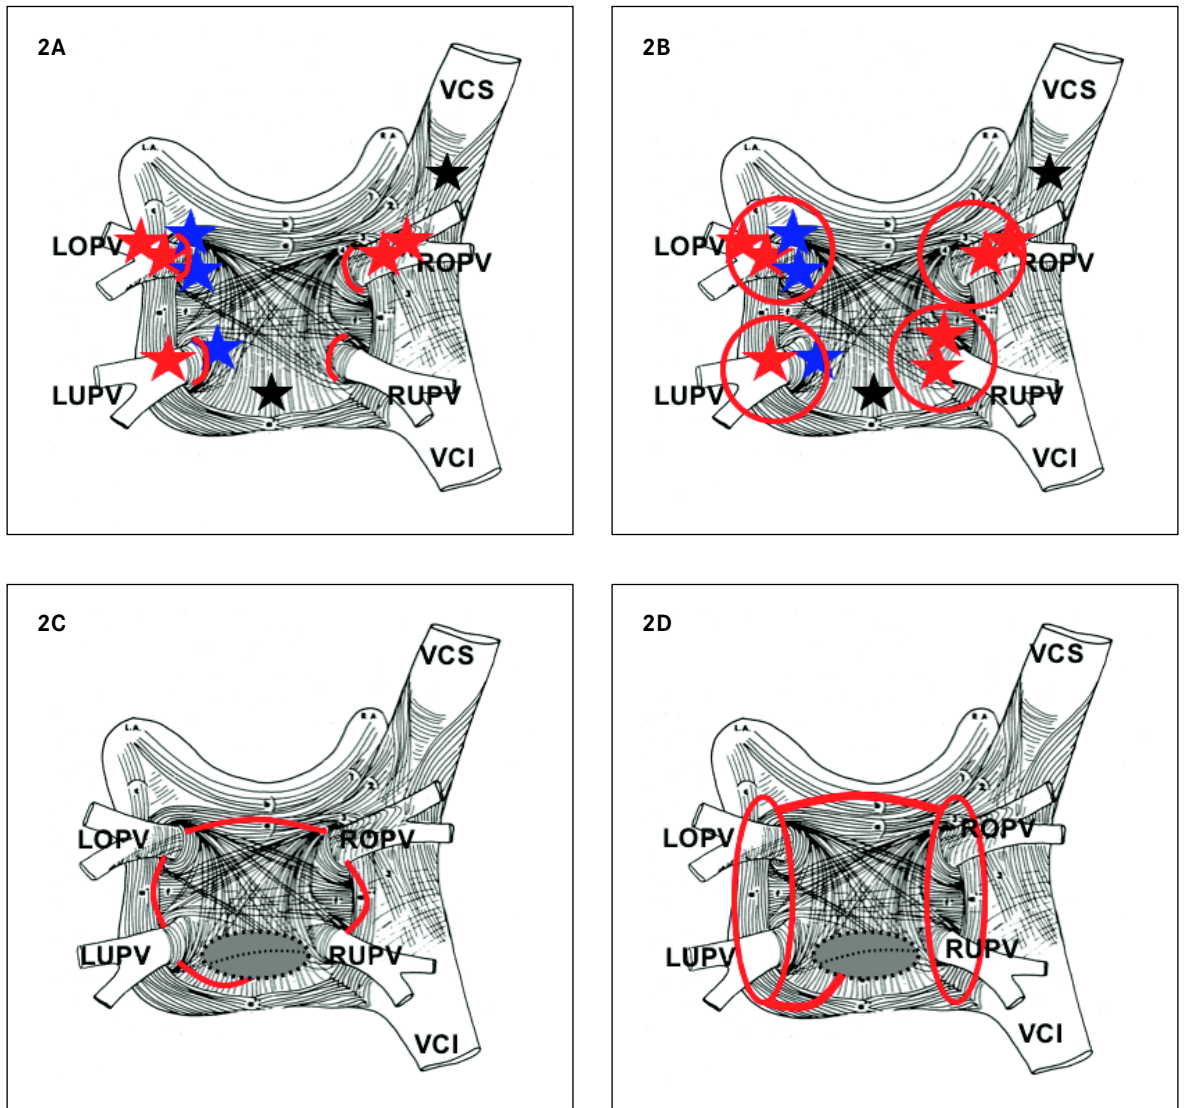 2A
VCS
L.A.
R A
LOPV
ROPV
LUPV
RUPV
VCI
2B
VCS
L.A.
R A
LOPV
ROPV
LUPV
RUPV
VCI
2C
VCS
L.A.
R A
LOPV
ROPV
LUPV
RUPV
VCI
2D
VCS
L.A.
R A
LOPV
ROPV
LUPV
RUPV
VCI